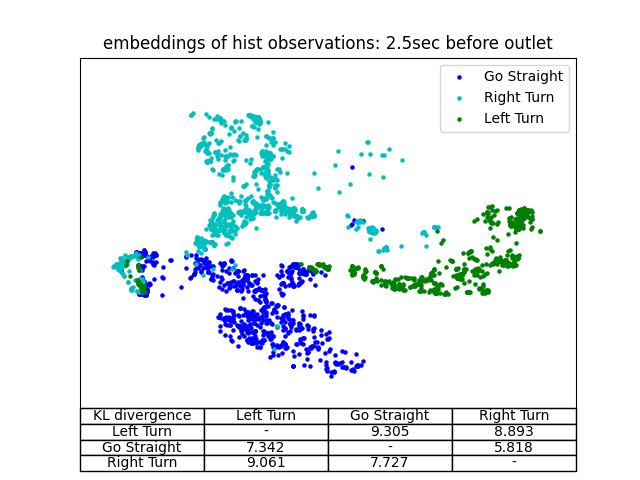 embeddings of hist observations: 2.5sec before outlet
Go Straight
Right Turn
Left Turn
KL divergence Left Turn Go Straight Right Turn
Left Turn - 9.305 8.893
Go Straight 7.342 - 5.818
Right Turn 9.061 7.727 -